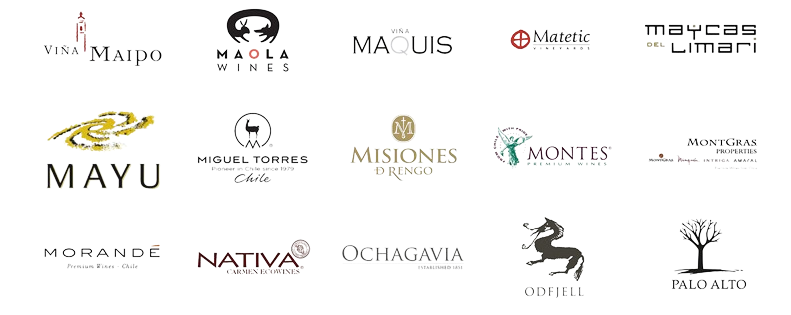 VIÑA MAIPO
MAOLA
WINES
VIÑA
MAQUIS
Matetic
VINEYARDS
maycas
DEL Limarí
MAYU
MIGUEL TORRES
Pioneer in Chile since 1979
Chile
MISIONES
D RENGO
MONTES
PREMIUM WINES
MONTGRAS
PROPERTIES
MONTGRAS
INTRIGA AMARAL
MORANDÉ
Premium Wines - Chile
NATIVA
CARMEN ECOWINES
OCHAGAVIA
ESTABLISHED 1851
ODFJELL
PALO ALTO